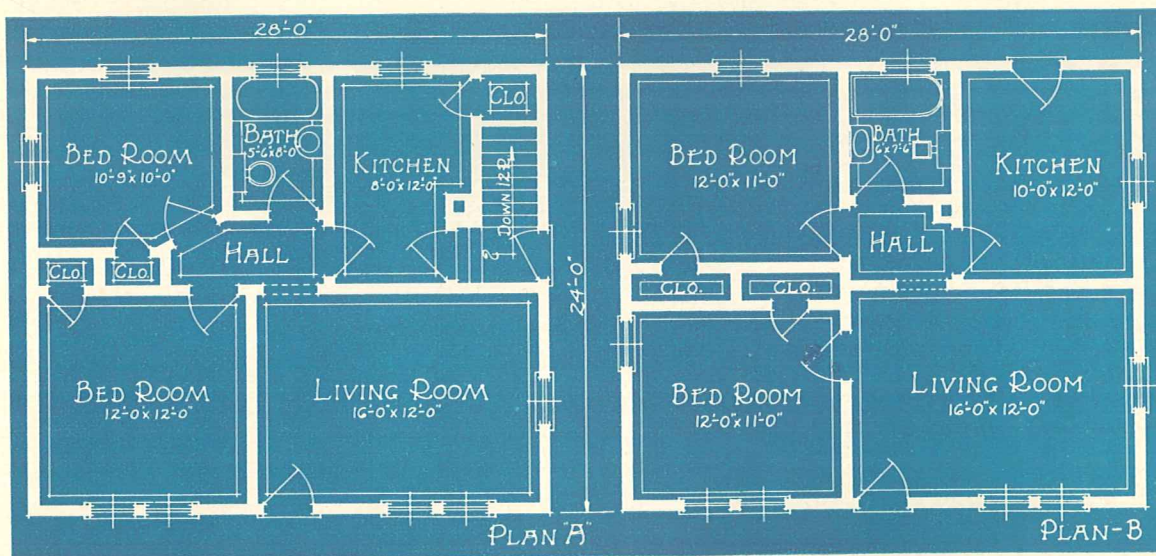 28'-0"
BED ROOM
10'-9" x 10'-0"
BATH
5'-6" x 8'-0"
KITCHEN
8'-0" x 12'-0"
CLO.
DOWN 12 R
HALL
CLO.
CLO.
BED ROOM
12'-0" x 12'-0"
LIVING ROOM
16'-0" x 12'-0"
PLAN "A"
24'-0"
28'-0"
BED ROOM
12'-0" x 11'-0"
BATH
6' x 7'-6"
KITCHEN
10'-0" x 12'-0"
HALL
CLO.
CLO.
BED ROOM
12'-0" x 11'-0"
LIVING ROOM
16'-0" x 12'-0"
PLAN-B